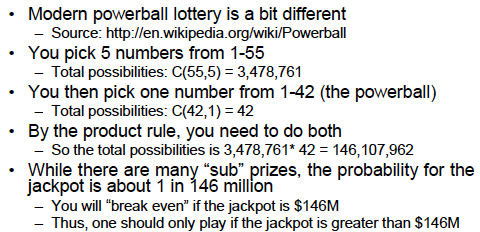 • Modern powerball lottery is a bit different
– Source: http://en.wikipedia.org/wiki/Powerball
• You pick 5 numbers from 1-55
– Total possibilities: C(55,5) = 3,478,761
• You then pick one number from 1-42 (the powerball)
– Total possibilities: C(42,1) = 42
• By the product rule, you need to do both
– So the total possibilities is 3,478,761* 42 = 146,107,962
• While there are many “sub” prizes, the probability for the
jackpot is about 1 in 146 million
– You will “break even” if the jackpot is $146M
– Thus, one should only play if the jackpot is greater than $146M